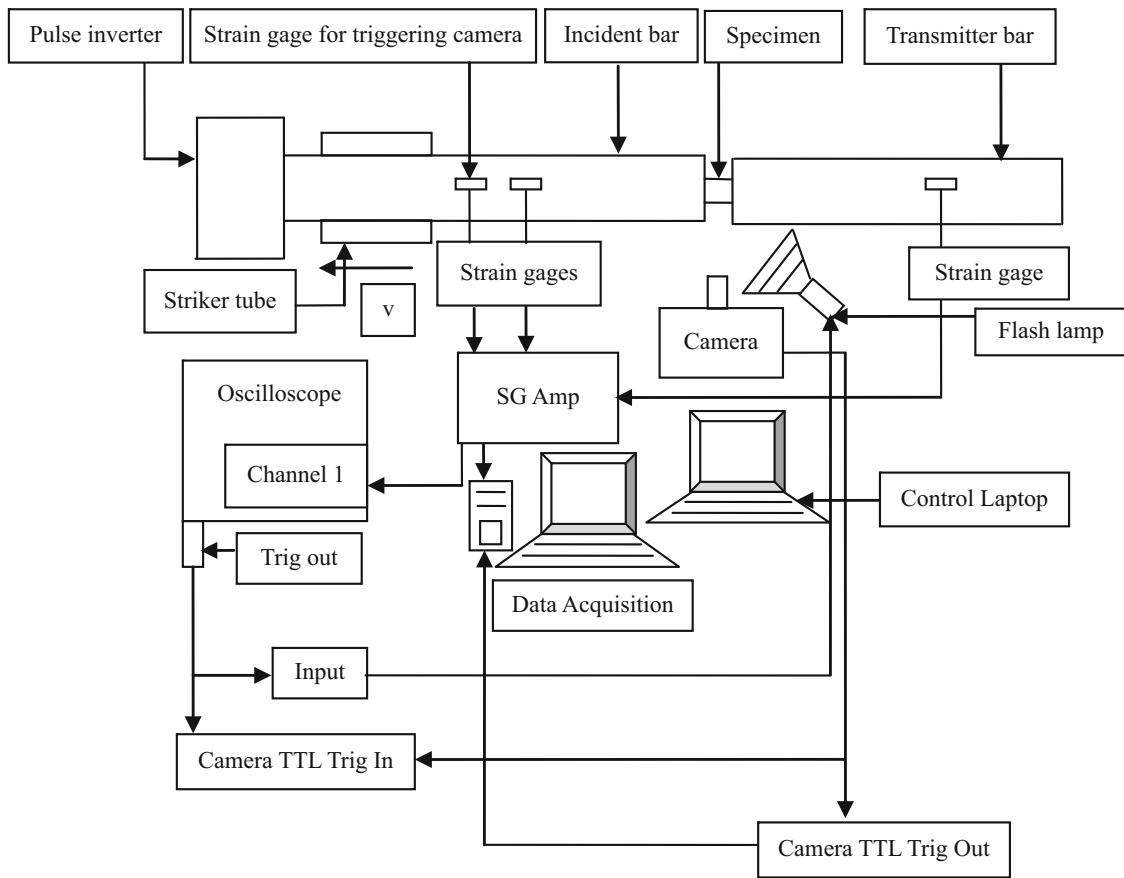 Pulse inverter
Strain gage for triggering camera
Incident bar
Specimen
Transmitter bar
Striker tube
v
Strain gages
Strain gage
Flash lamp
Camera
SG Amp
Oscilloscope
Channel 1
Control Laptop
Trig out
Data Acquisition
Input
Camera TTL Trig In
Camera TTL Trig Out